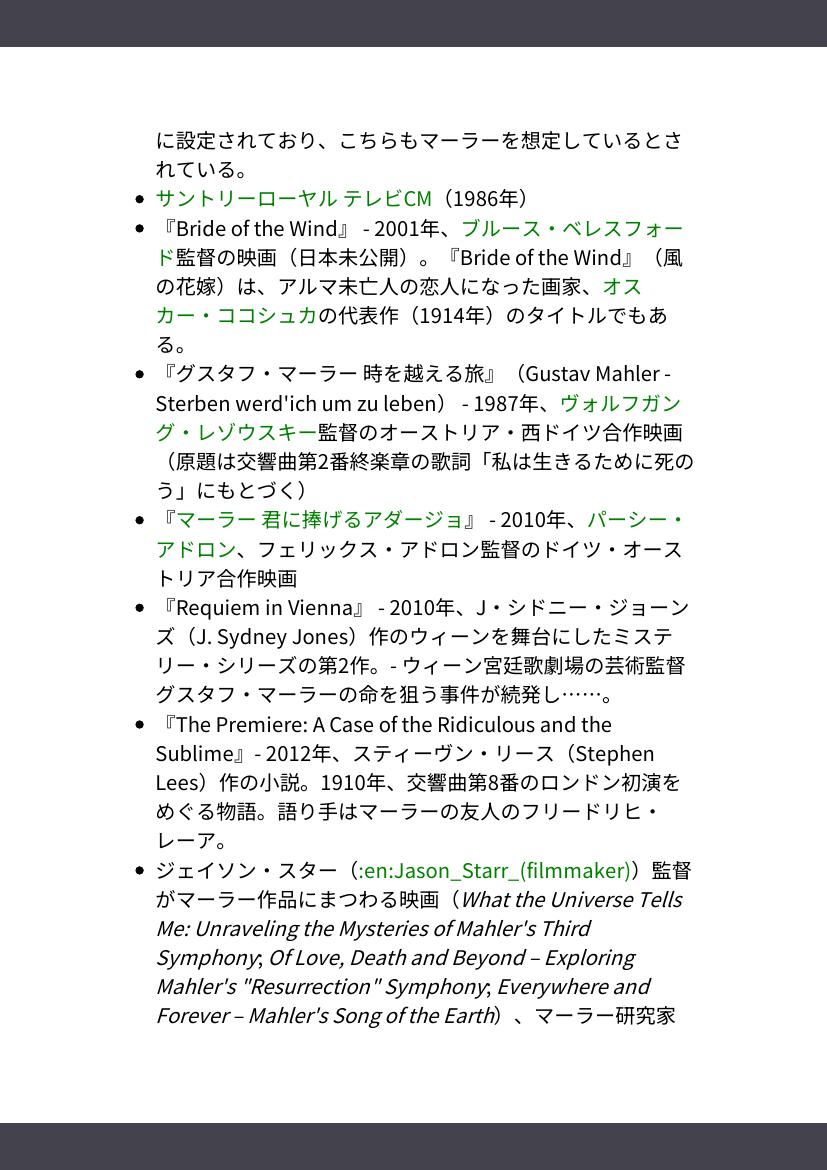 に設定されており、こちらもマーラーを想定しているとさ
れている。
• サントリーローヤル テレビCM（1986年）
• 『Bride of the Wind』 - 2001年、ブルース・ベレスフォー
ド監督の映画（日本未公開）。『Bride of the Wind』（風
の花嫁）は、アルマ未亡人の恋人になった画家、オス
カー・ココシュカの代表作（1914年）のタイトルでもあ
る。
• 『グスタフ・マーラー 時を越える旅』（Gustav Mahler -
Sterben werd'ich um zu leben） - 1987年、ヴォルフガン
グ・レゾウスキー監督のオーストリア・西ドイツ合作映画
（原題は交響曲第2番終楽章の歌詞「私は生きるために死の
う」にもとづく）
• 『マーラー 君に捧げるアダージョ』 - 2010年、パーシー・
アドロン、フェリックス・アドロン監督のドイツ・オース
トリア合作映画
• 『Requiem in Vienna』 - 2010年、J・シドニー・ジョーン
ズ（J. Sydney Jones）作のウィーンを舞台にしたミステ
リー・シリーズの第2作。- ウィーン宮廷歌劇場の芸術監督
グスタフ・マーラーの命を狙う事件が続発し……。
• 『The Premiere: A Case of the Ridiculous and the
Sublime』- 2012年、スティーヴン・リース（Stephen
Lees）作の小説。1910年、交響曲第8番のロンドン初演を
めぐる物語。語り手はマーラーの友人のフリードリヒ・
レーア。
• ジェイソン・スター（:en:Jason_Starr_(filmmaker)）監督
がマーラー作品にまつわる映画（What the Universe Tells
Me: Unraveling the Mysteries of Mahler's Third
Symphony; Of Love, Death and Beyond – Exploring
Mahler's "Resurrection" Symphony; Everywhere and
Forever – Mahler's Song of the Earth）、マーラー研究家